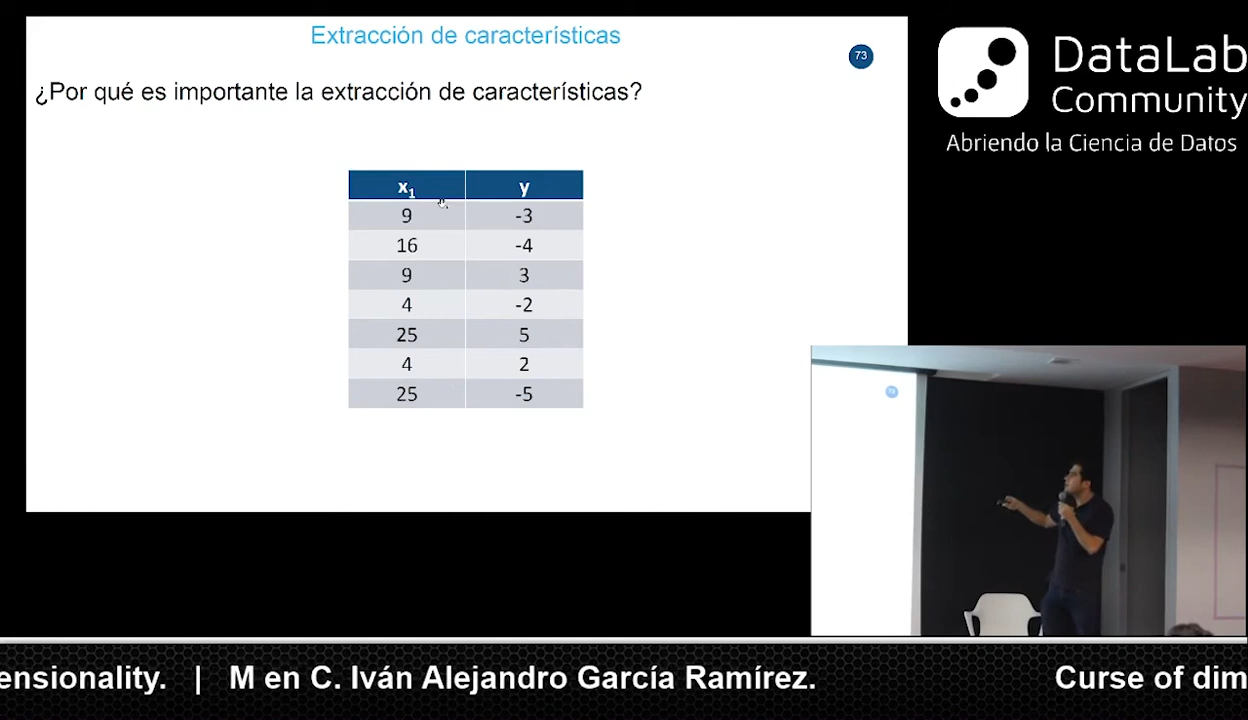 Extracción de características
73
¿Por qué es importante la extracción de características?
x₁ y
9 -3
16 -4
9 3
4 -2
25 5
4 2
25 -5
DataLab
Community
Abriendo la Ciencia de Datos
ensionality. | M en C. Iván Alejandro García Ramírez. Curse of dim